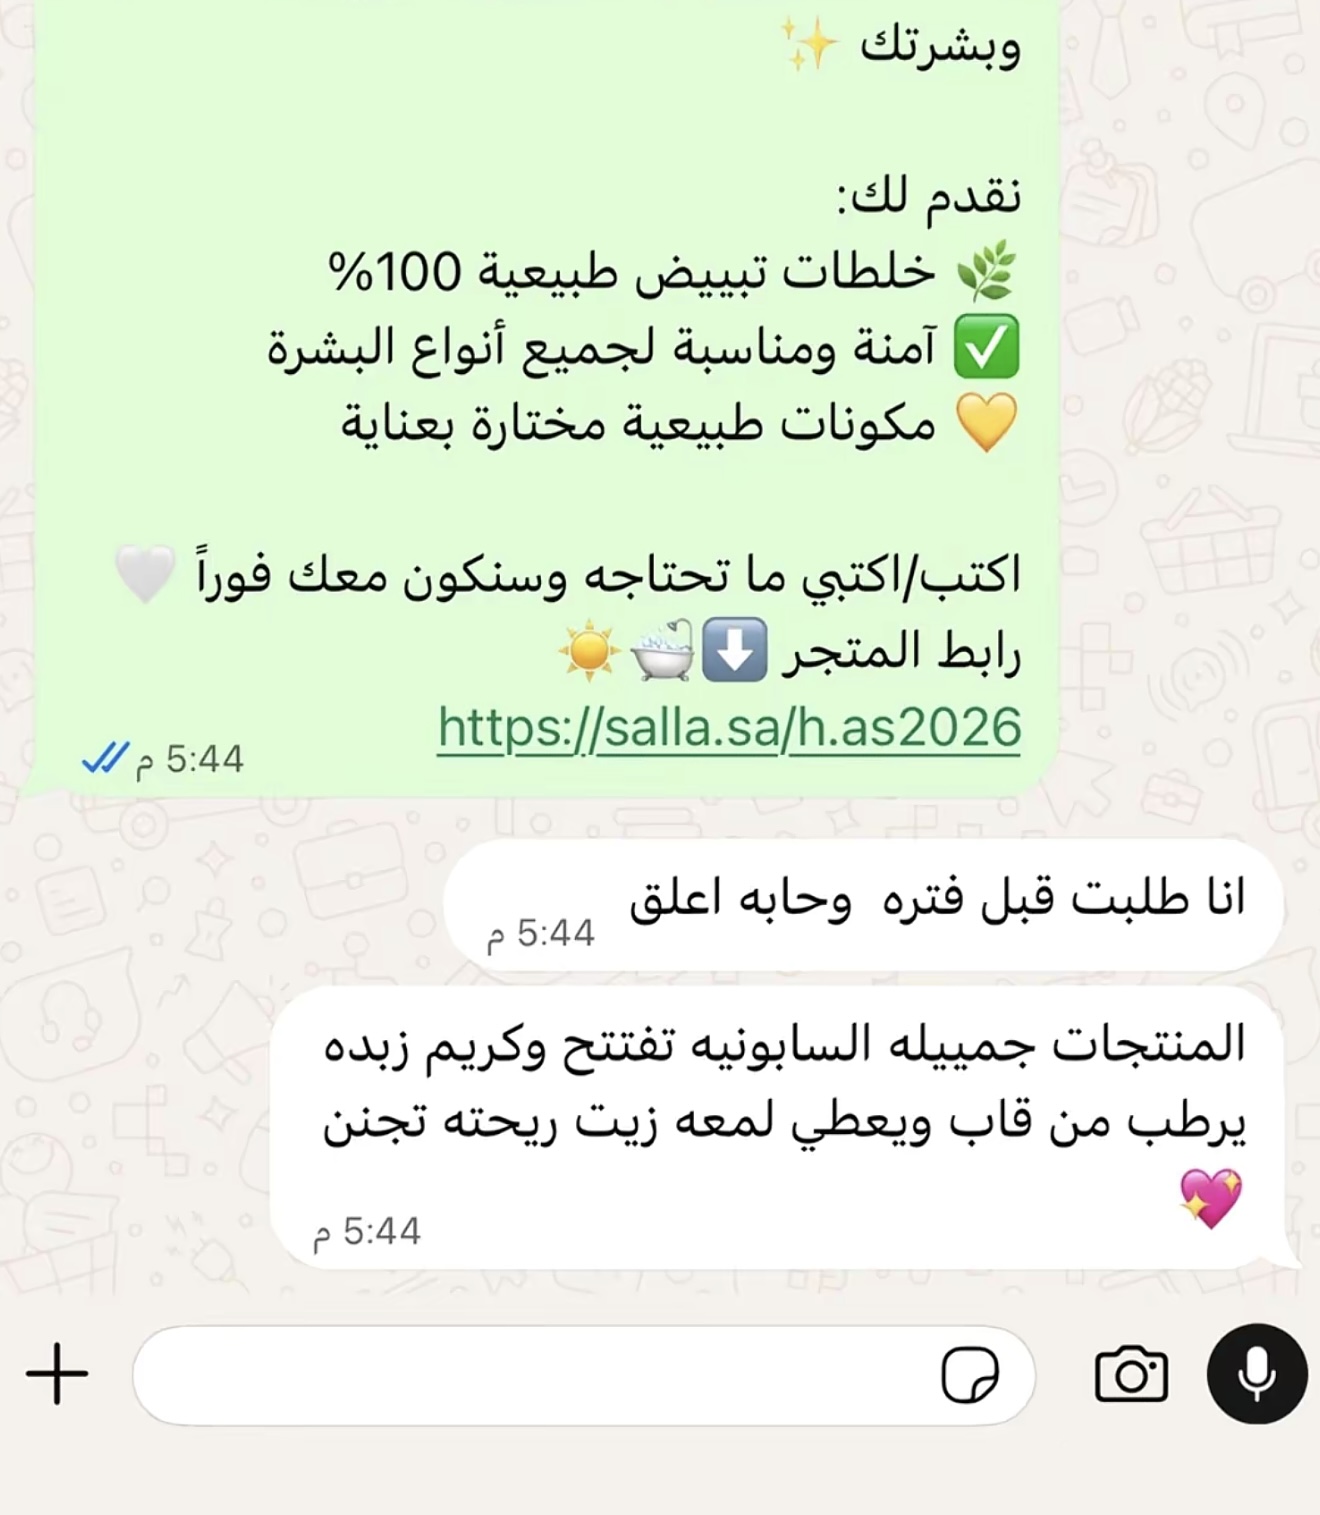 وبشرتك ✨
نقدم لك:
🌿 خلطات تبييض طبيعية 100%
✅ آمنة ومناسبة لجميع أنواع البشرة
💛 مكونات طبيعية مختارة بعناية
اكتب/اكتبي ما تحتاجه وسنكون معك فوراً 🤍
رابط المتجر ⬇️🛁☀️
https://salla.sa/h.as2026
5:44 م
انا طلبت قبل فتره وحابه اعلق
5:44 م
المنتجات جمييله السابونيه تفتتح وكريم زبده
يرطب من قاب ويعطي لمعه زيت ريحته تجنن
💖
5:44 م